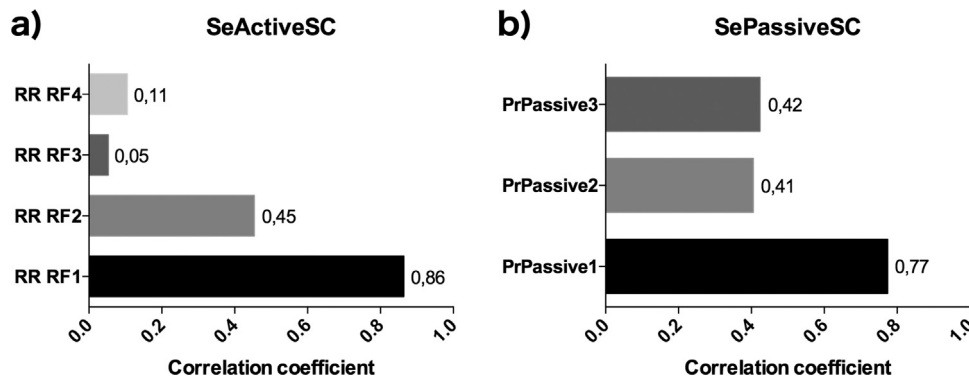 a)
SeActiveSC
RR RF4
0,11
RR RF3
0,05
RR RF2
0,45
RR RF1
0,86
0.0 0.2 0.4 0.6 0.8 1.0
Correlation coefficient
b)
SePassiveSC
PrPassive3
0,42
PrPassive2
0,41
PrPassive1
0,77
0.0 0.2 0.4 0.6 0.8 1.0
Correlation coefficient